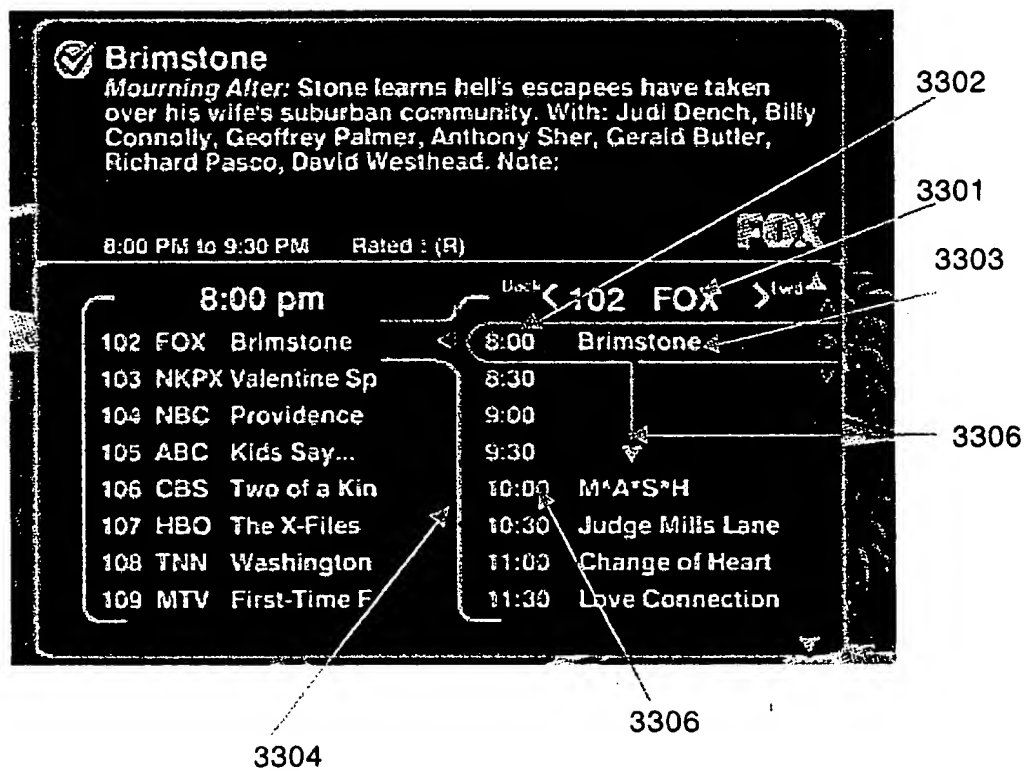 Brimstone
Mourning After: Stone learns hell's escapees have taken
over his wife's suburban community. With: Judi Dench, Billy
Connolly, Geoffrey Palmer, Anthony Sher, Gerald Butler,
Richard Pasco, David Westhead. Note:
8:00 PM to 9:30 PM Rated : (R)
FOX
8:00 pm
102 FOX Brimstone
103 NKPX Valentine Sp
104 NBC Providence
105 ABC Kids Say...
106 CBS Two of a Kin
107 HBO The X-Files
108 TNN Washington
109 MTV First-Time F
Back < 102 FOX > Fwd
8:00 Brimstone
8:30
9:00
9:30
10:00 M*A*S*H
10:30 Judge Mills Lane
11:00 Change of Heart
11:30 Love Connection
3302
3301
3303
3306
3306
3304